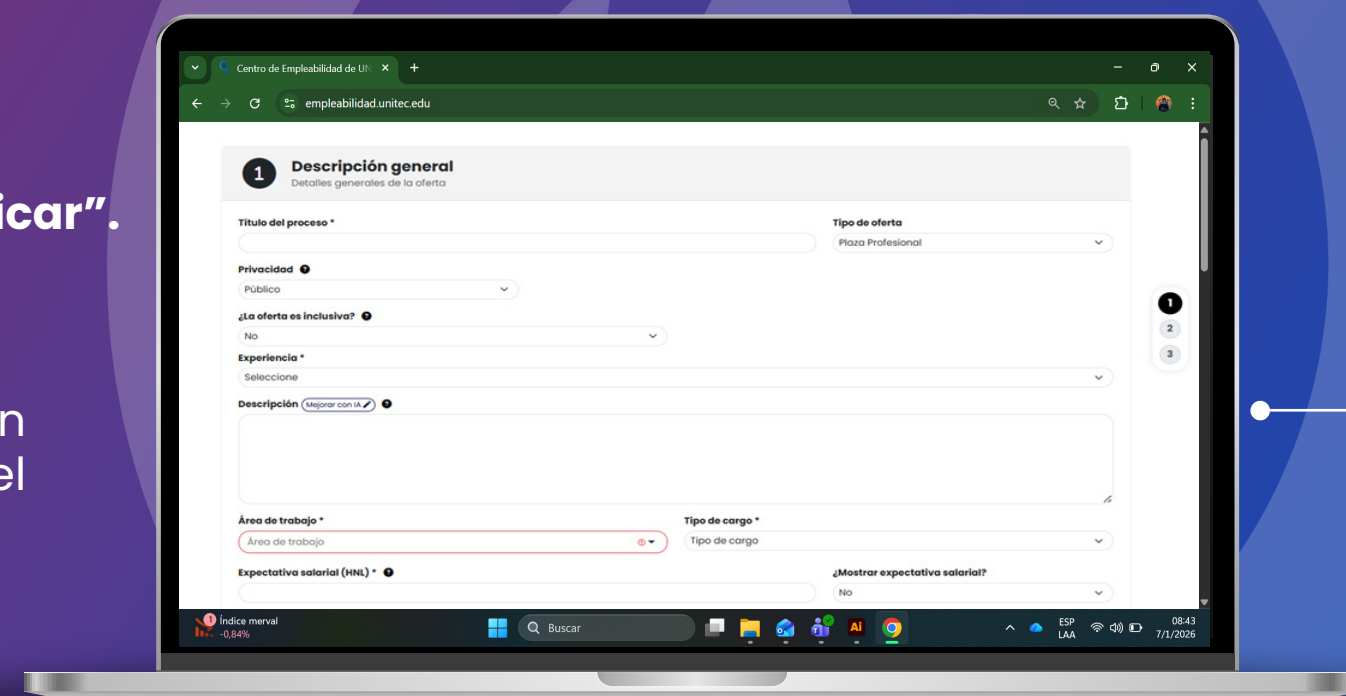 icar”.
n
el
Centro de Empleabilidad de UN
empleabilidad.unitec.edu
1
Descripción general
Detalles generales de la oferta
Título del proceso *
Tipo de oferta
Plaza Profesional
Privacidad
Público
¿La oferta es inclusiva?
No
Experiencia *
Seleccione
Descripción Mejorar con IA
1
2
3
Área de trabajo *
Tipo de cargo *
Área de trabajo
Tipo de cargo
Expectativa salarial (HNL) *
¿Mostrar expectativa salarial?
No
1
Índice merval
-0,84%
Buscar
Ai
ESP
LAA
08:43
7/1/2026